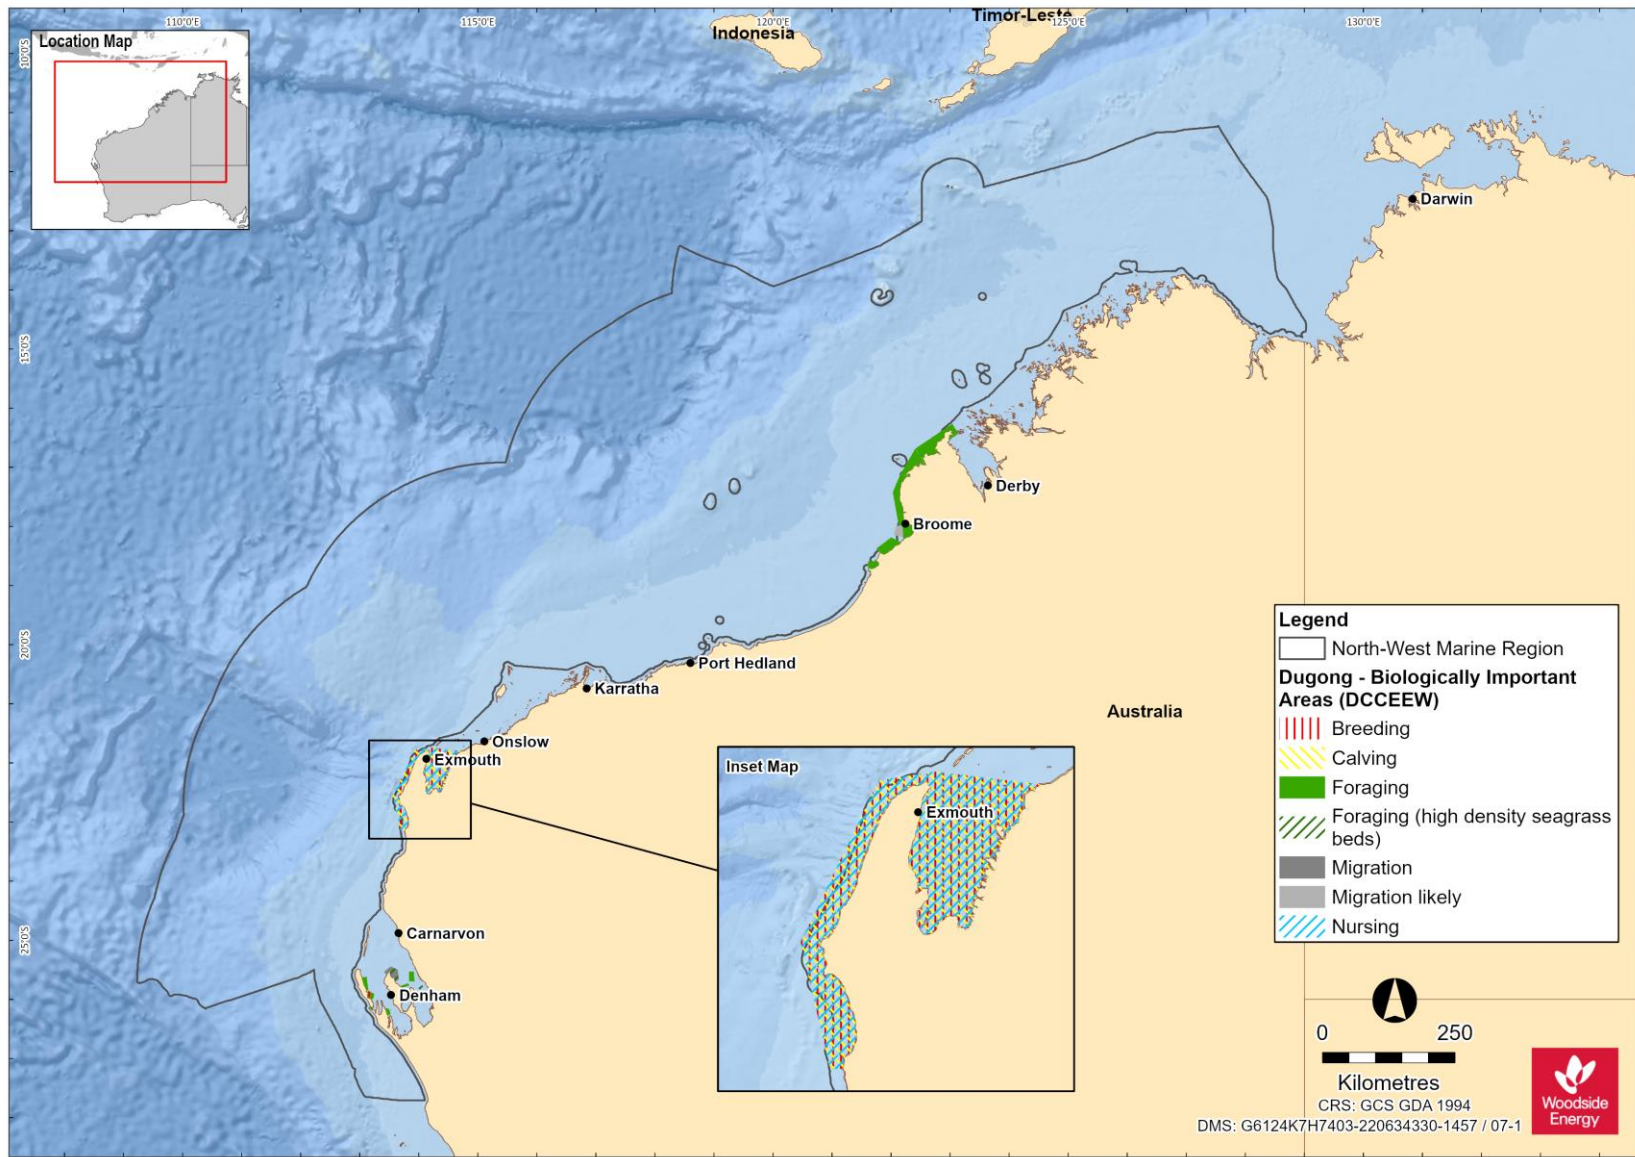 110°0'E
115°0'E
120°0'E
125°0'E
130°0'E
10°0'S
15°0'S
20°0'S
25°0'S
Location Map
Indonesia
Timor-Leste
Darwin
Derby
Broome
Port Hedland
Karratha
Onslow
Exmouth
Carnarvon
Denham
Australia
Inset Map
Exmouth
Legend
North-West Marine Region
Dugong - Biologically Important
Areas (DCCEEW)
Breeding
Calving
Foraging
Foraging (high density seagrass
beds)
Migration
Migration likely
Nursing
0 250
Kilometres
CRS: GCS GDA 1994
DMS: G6124K7H7403-220634330-1457 / 07-1
Woodside
Energy